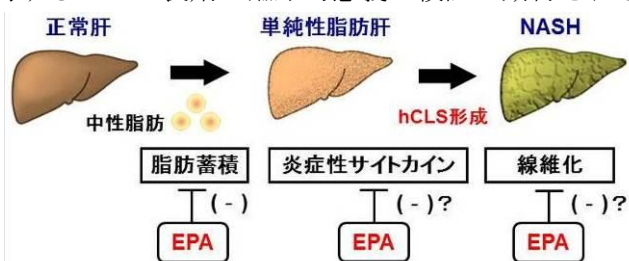 正常肝 単純性脂肪肝 NASH
中性脂肪 hCLS形成
脂肪蓄積 炎症性サイトカイン 線維化
(-) (-)? (-)?
EPA EPA EPA